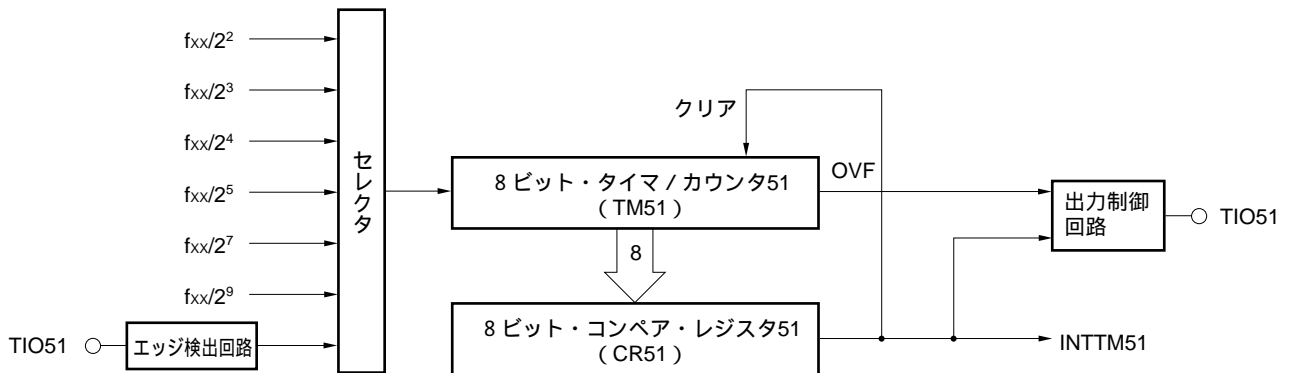 fxx/2²
fxx/2³
fxx/2⁴
fxx/2⁵
fxx/2⁷
fxx/2⁹
TIO51
エッジ検出回路
セレクタ
クリア
8 ビット・タイマ / カウンタ51
( TM51 )
OVF
8
8 ビット・コンペア・レジスタ51
( CR51 )
出力制御
回路
TIO51
INTTM51